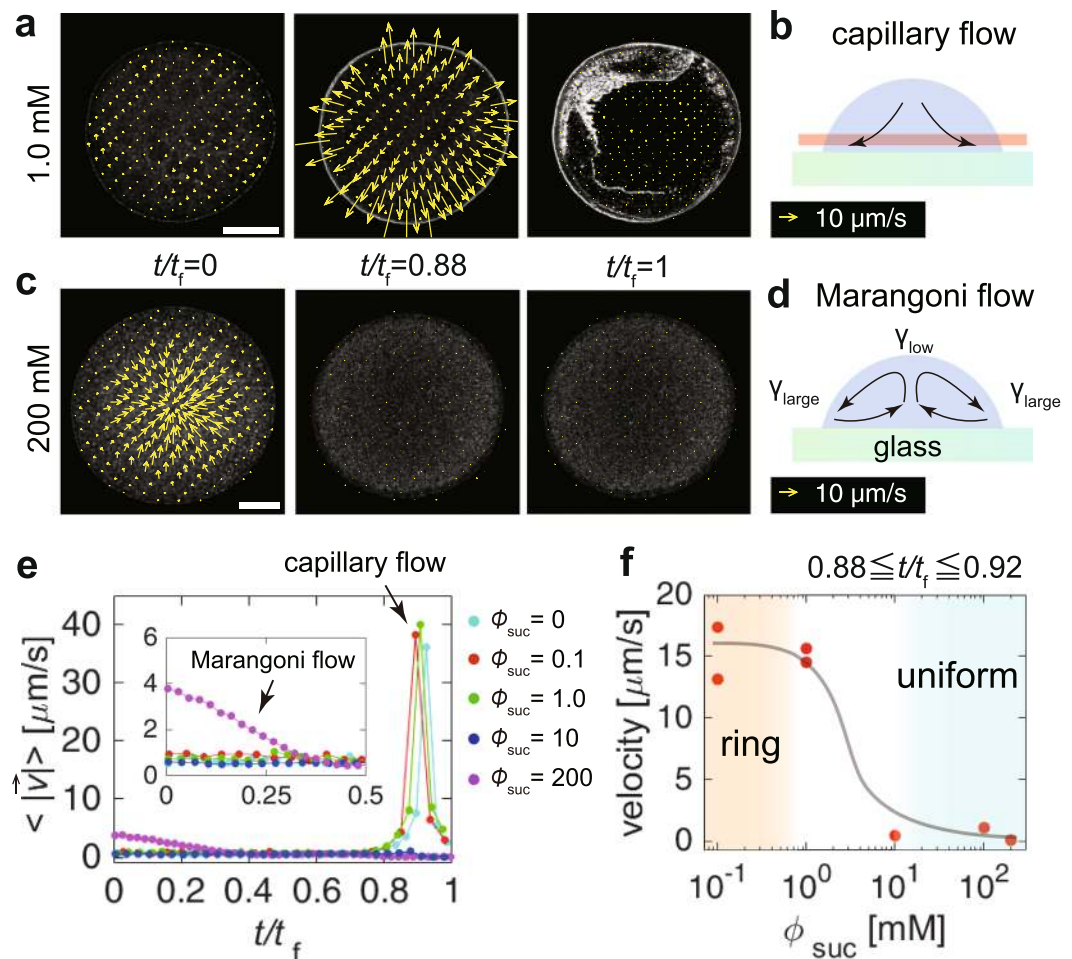 a
1.0 mM
b
capillary flow
10 µm/s
t/tf=0
t/tf=0.88
t/tf=1
c
200 mM
d
Marangoni flow
γlow
γlarge
γlarge
glass
10 µm/s
e
capillary flow
< |v| > [µm/s]
40
30
20
10
0
6
4
2
0
Marangoni flow
0
0.25
0.5
0
0.2
0.4
0.6
0.8
1
t/tf
ϕsuc= 0
ϕsuc= 0.1
ϕsuc= 1.0
ϕsuc= 10
ϕsuc= 200
f
0.88≦t/tf≦0.92
velocity [µm/s]
20
15
10
5
0
ring
uniform
10⁻¹
10⁰
10¹
10²
ϕsuc [mM]